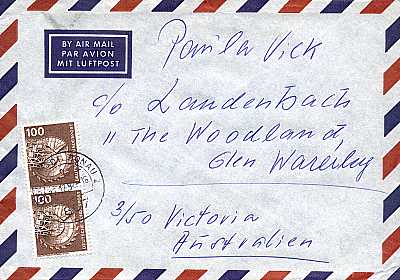 BY AIR MAIL
PAR AVION
MIT LUFTPOST
Pamila Vick
c/o Landenbach
11 The Woodland,
Glen Waverley
3150 Victoria
Australien
100
100